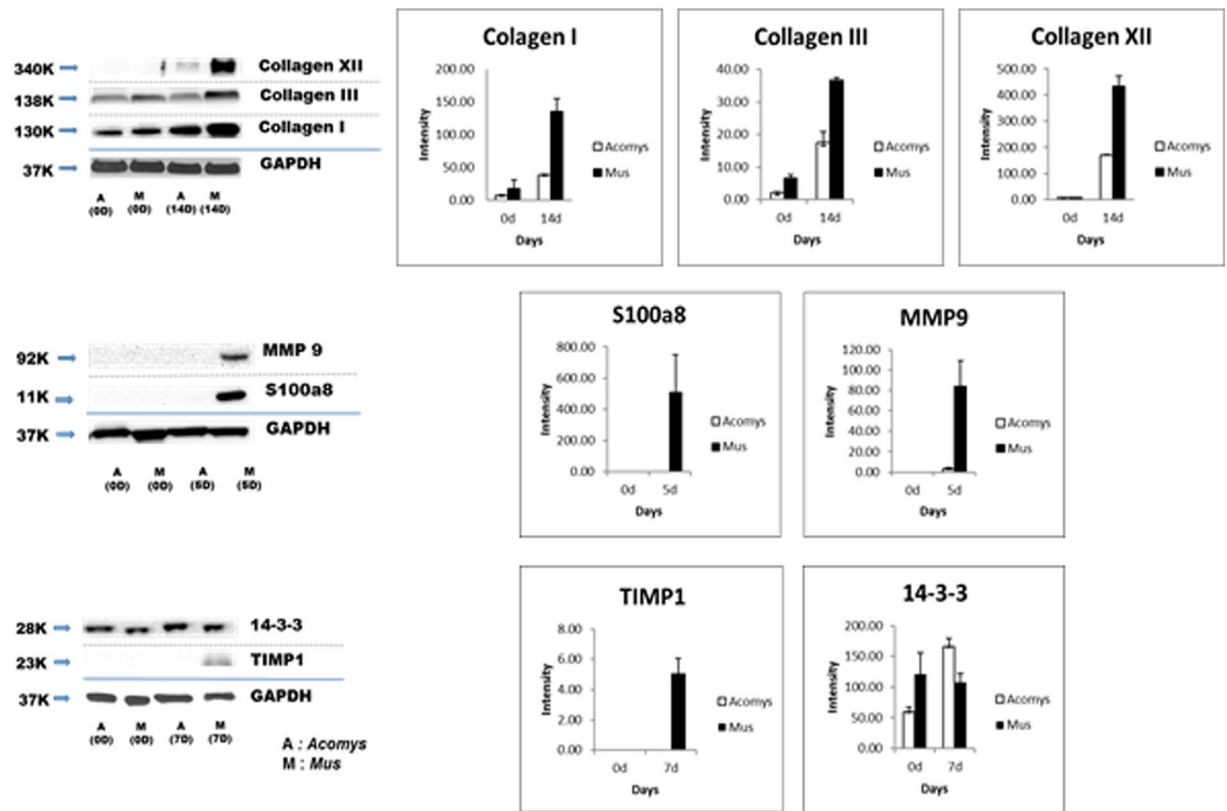 340K
Collagen XII
138K
Collagen III
130K
Collagen I
37K
GAPDH
A (0D)
M (0D)
A (14D)
M (14D)
Colagen I
200.00
150.00
100.00
50.00
0.00
Intensity
0d
14d
Days
Acomys
Mus
Collagen III
40.00
30.00
20.00
10.00
0.00
Intensity
0d
14d
Days
Acomys
Mus
Collagen XII
500.00
400.00
300.00
200.00
100.00
0.00
Intensity
0d
14d
Days
Acomys
Mus
92K
MMP 9
11K
S100a8
37K
GAPDH
A (0D)
M (0D)
A (5D)
M (5D)
S100a8
800.00
600.00
400.00
200.00
0.00
Intensity
0d
5d
Days
Acomys
Mus
MMP9
120.00
100.00
80.00
60.00
40.00
20.00
0.00
Intensity
0d
5d
Days
Acomys
Mus
28K
14-3-3
23K
TIMP1
37K
GAPDH
A (0D)
M (0D)
A (7D)
M (7D)
A : Acomys
M : Mus
TIMP1
8.00
6.00
4.00
2.00
0.00
Intensity
0d
7d
Days
Acomys
Mus
14-3-3
200.00
150.00
100.00
50.00
0.00
Intensity
0d
7d
Days
Acomys
Mus